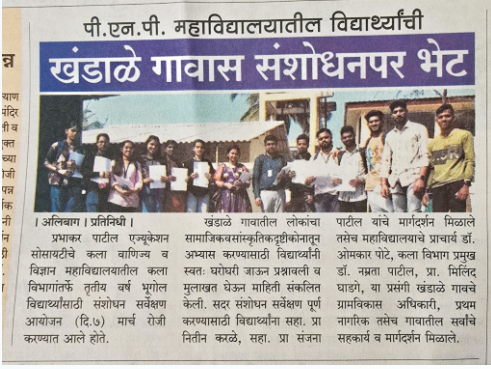 पी.एन.पी. महाविद्यालयातील विद्यार्थ्यांची
खंडाळे गावास संशोधनपर भेट
। अलिबाग । प्रतिनिधी ।
प्रभाकर पाटील एज्युकेशन
सोसायटीचे कला वाणिज्य व
विज्ञान महाविद्यालयातील कला
विभागांतर्फे तृतीय वर्ष भूगोल
विद्यार्थ्यांसाठी संशोधन सर्वेक्षण
आयोजन (दि.७) मार्च रोजी
करण्यात आले होते.
खंडाळे गावातील लोकांचा
सामाजिक व सांस्कृतिक दृष्टीकोनातून
अभ्यास करण्यासाठी विद्यार्थ्यांनी
स्वतः घरोघरी जाऊन प्रश्नावली व
मुलाखत घेऊन माहिती संकलित
केली. सदर संशोधन सर्वेक्षण पूर्ण
करण्यासाठी विद्यार्थ्यांना सहा. प्रा
नितीन करळे, सहा. प्रा संजना
पाटील यांचे मार्गदर्शन मिळाले
तसेच महाविद्यालयाचे प्राचार्य डॉ.
ओमकार पोटे, कला विभाग प्रमुख
डॉ. नम्रता पाटील, प्रा. मिलिंद
घाडगे, या प्रसंगी खंडाळे गावचे
ग्रामविकास अधिकारी, प्रथम
नागरिक तसेच गावातील सर्वांचे
सहकार्य व मार्गदर्शन मिळाले.